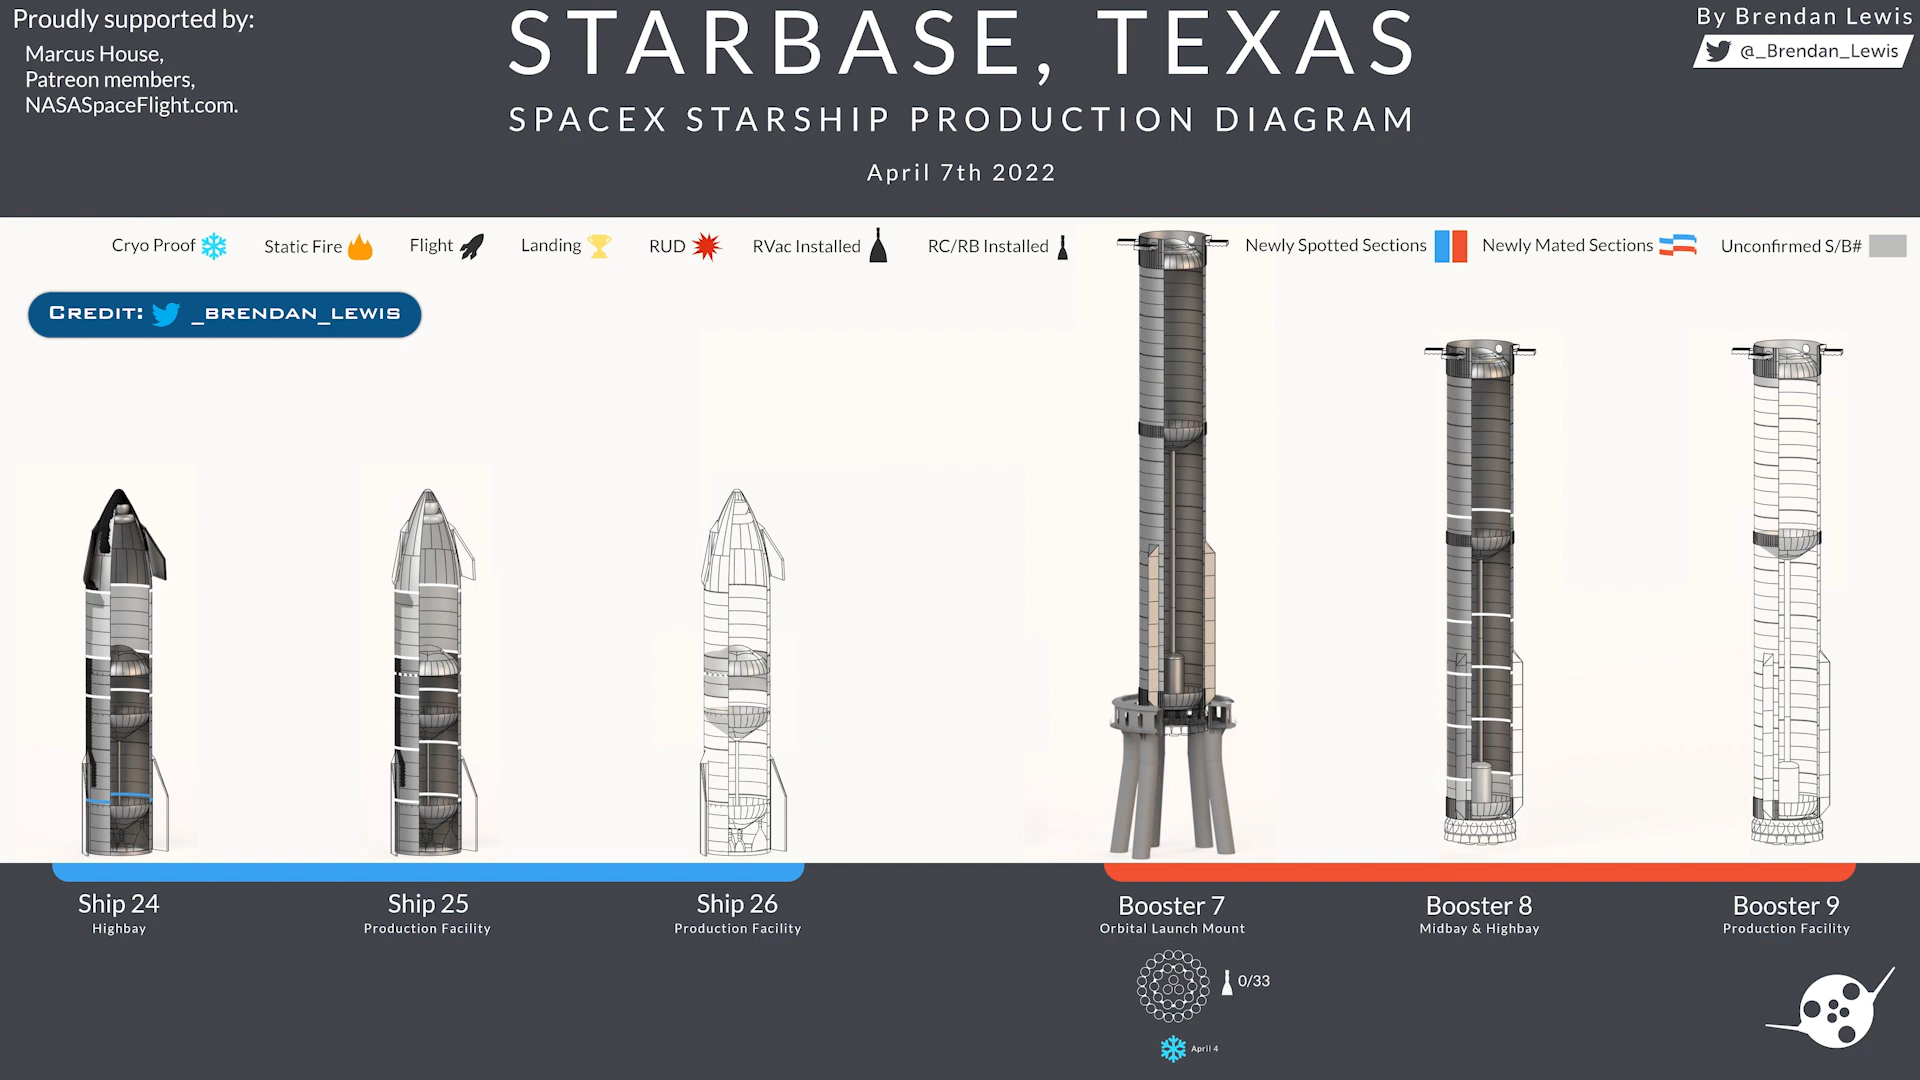 Proudly supported by:
Marcus House,
Patreon members,
NASASpaceFlight.com.
STARBASE, TEXAS
SPACEX STARSHIP PRODUCTION DIAGRAM
April 7th 2022
By Brendan Lewis
@_Brendan_Lewis
Cryo Proof
Static Fire
Flight
Landing
RUD
RVac Installed
RC/RB Installed
Newly Spotted Sections
Newly Mated Sections
Unconfirmed S/B#
CREDIT: _BRENDAN_LEWIS
Ship 24
Highbay
Ship 25
Production Facility
Ship 26
Production Facility
Booster 7
Orbital Launch Mount
0/33
April 4
Booster 8
Midbay & Highbay
Booster 9
Production Facility